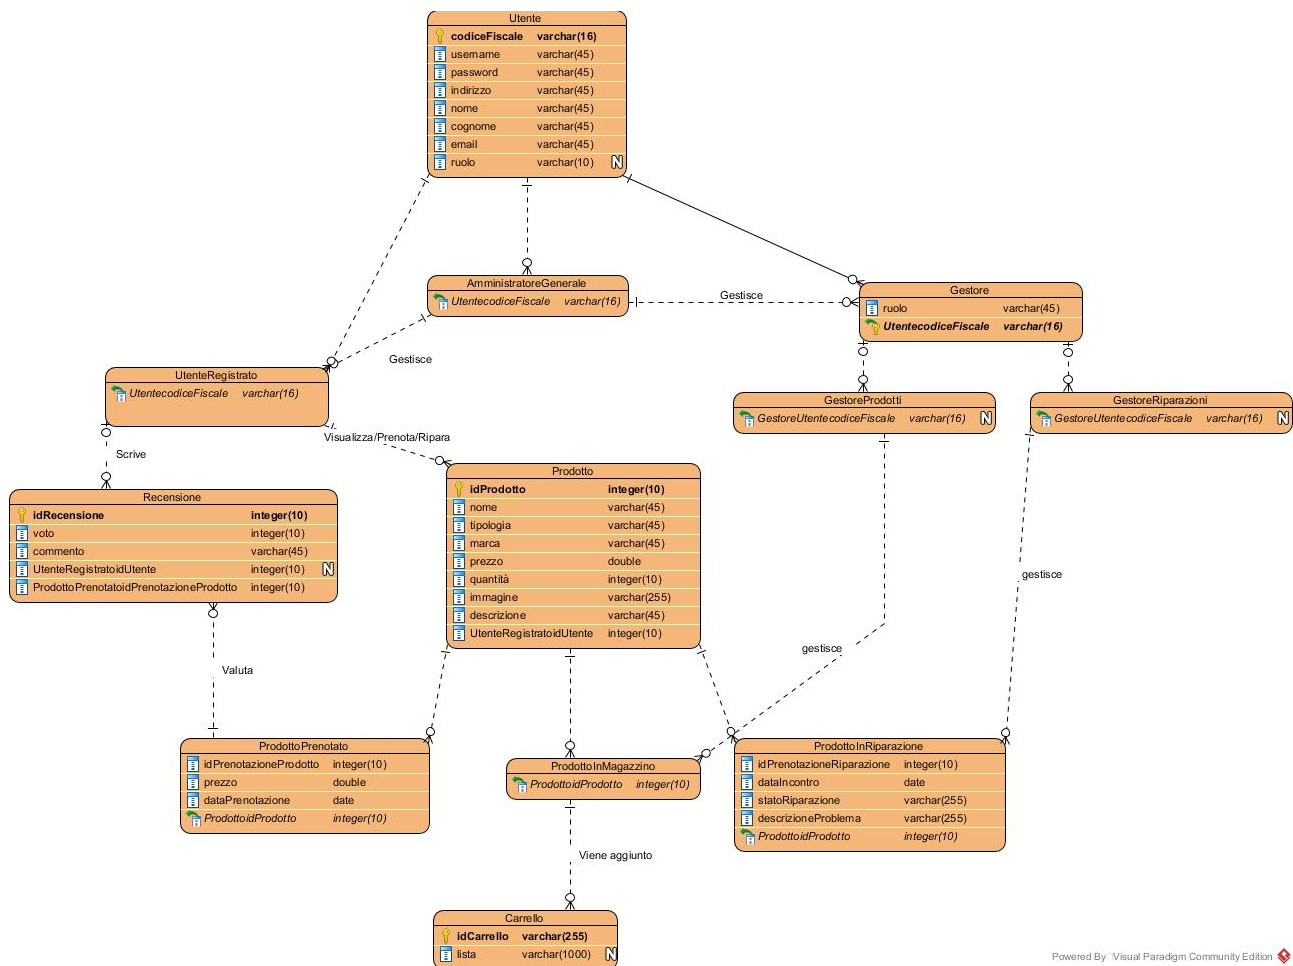 Utente
codiceFiscale varchar(16)
username varchar(45)
password varchar(45)
indirizzo varchar(45)
nome varchar(45)
cognome varchar(45)
email varchar(45)
ruolo varchar(10) N
AmministratoreGenerale
UtentecodiceFiscale varchar(16)
Gestisce
Gestore
ruolo varchar(45)
UtentecodiceFiscale varchar(16)
Gestisce
UtenteRegistrato
UtentecodiceFiscale varchar(16)
GestoreProdotti
GestoreUtentecodiceFiscale varchar(16) N
GestoreRiparazioni
GestoreUtentecodiceFiscale varchar(16) N
Visualizza/Prenota/Ripara
Scrive
Recensione
idRecensione integer(10)
voto integer(10)
commento varchar(45)
UtenteRegistratoidUtente integer(10) N
ProdottoPrenotatoidPrenotazioneProdotto integer(10)
Prodotto
idProdotto integer(10)
nome varchar(45)
tipologia varchar(45)
marca varchar(45)
prezzo double
quantità integer(10)
immagine varchar(255)
descrizione varchar(45)
UtenteRegistratoidUtente integer(10)
gestisce
gestisce
Valuta
ProdottoPrenotato
idPrenotazioneProdotto integer(10)
prezzo double
dataPrenotazione date
ProdottoidProdotto integer(10)
ProdottoInMagazzino
ProdottoidProdotto integer(10)
ProdottoInRiparazione
idPrenotazioneRiparazione integer(10)
dataIncontro date
statoRiparazione varchar(255)
descrizioneProblema varchar(255)
ProdottoidProdotto integer(10)
Viene aggiunto
Carrello
idCarrello varchar(255)
lista varchar(1000) N
Powered By Visual Paradigm Community Edition